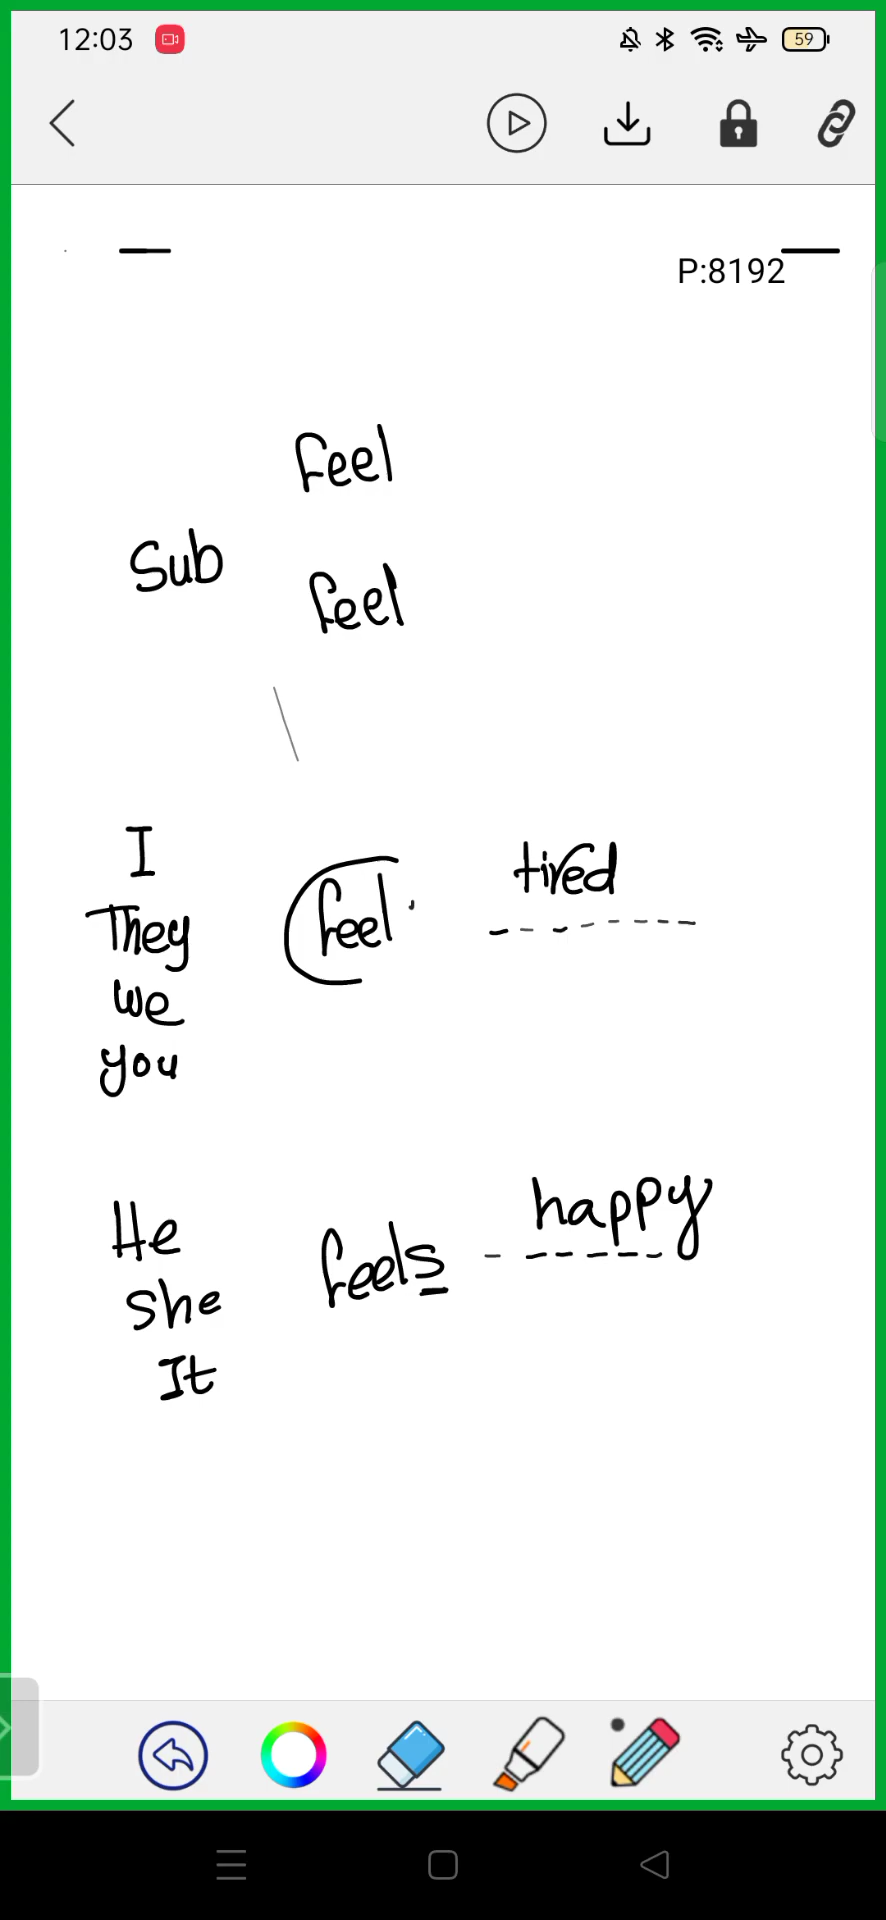 12:03
59
P:8192
feel
Sub
feel
I
They
we
you
feel.
tired
He
She
It
feels
happy